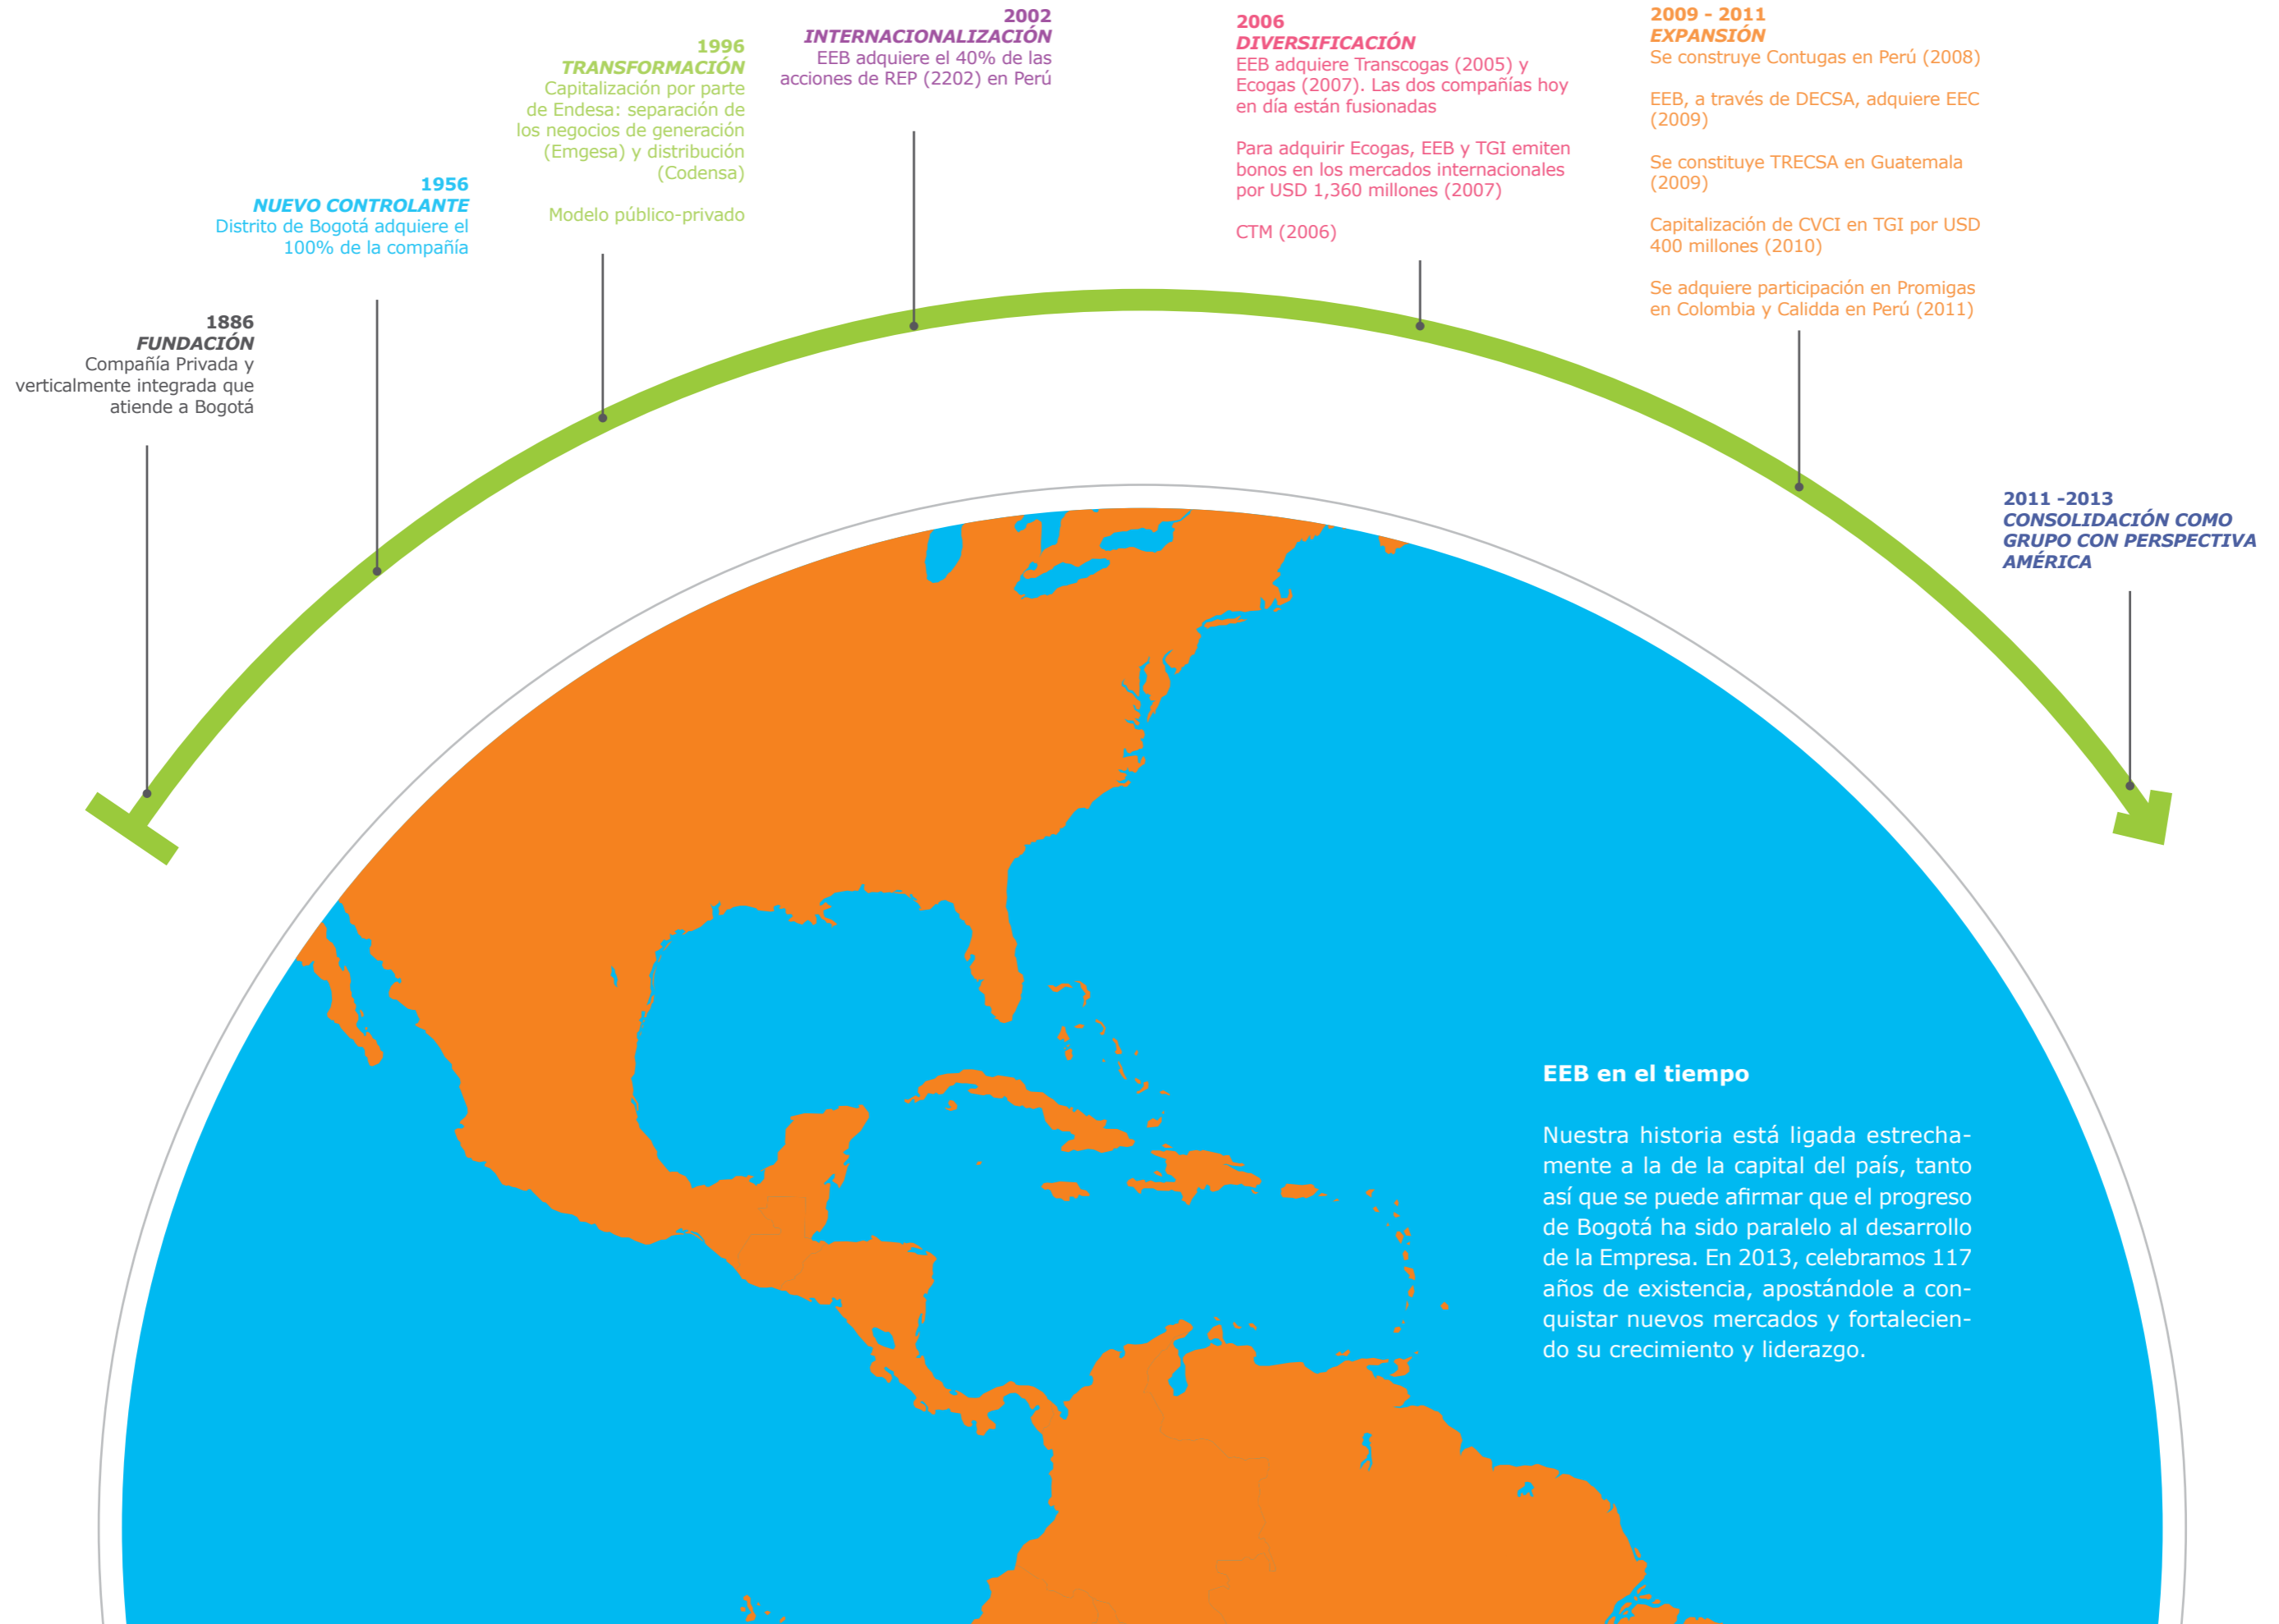 1886
FUNDACIÓN
Compañía Privada y
verticalmente integrada que
atiende a Bogotá
1956
NUEVO CONTROLANTE
Distrito de Bogotá adquiere el
100% de la compañía
1996
TRANSFORMACIÓN
Capitalización por parte
de Endesa: separación de
los negocios de generación
(Emgesa) y distribución
(Codensa)
Modelo público-privado
2002
INTERNACIONALIZACIÓN
EEB adquiere el 40% de las
acciones de REP (2202) en Perú
2006
DIVERSIFICACIÓN
EEB adquiere Transcogas (2005) y
Ecogas (2007). Las dos compañías hoy
en día están fusionadas
Para adquirir Ecogas, EEB y TGI emiten
bonos en los mercados internacionales
por USD 1,360 millones (2007)
CTM (2006)
2009 - 2011
EXPANSIÓN
Se construye Contugas en Perú (2008)
EEB, a través de DECSA, adquiere EEC
(2009)
Se constituye TRECSA en Guatemala
(2009)
Capitalización de CVCI en TGI por USD
400 millones (2010)
Se adquiere participación en Promigas
en Colombia y Calidda en Perú (2011)
2011 -2013
CONSOLIDACIÓN COMO
GRUPO CON PERSPECTIVA
AMÉRICA
EEB en el tiempo
Nuestra historia está ligada estrecha-
mente a la de la capital del país, tanto
así que se puede afirmar que el progreso
de Bogotá ha sido paralelo al desarrollo
de la Empresa. En 2013, celebramos 117
años de existencia, apostándole a con-
quistar nuevos mercados y fortalecien-
do su crecimiento y liderazgo.